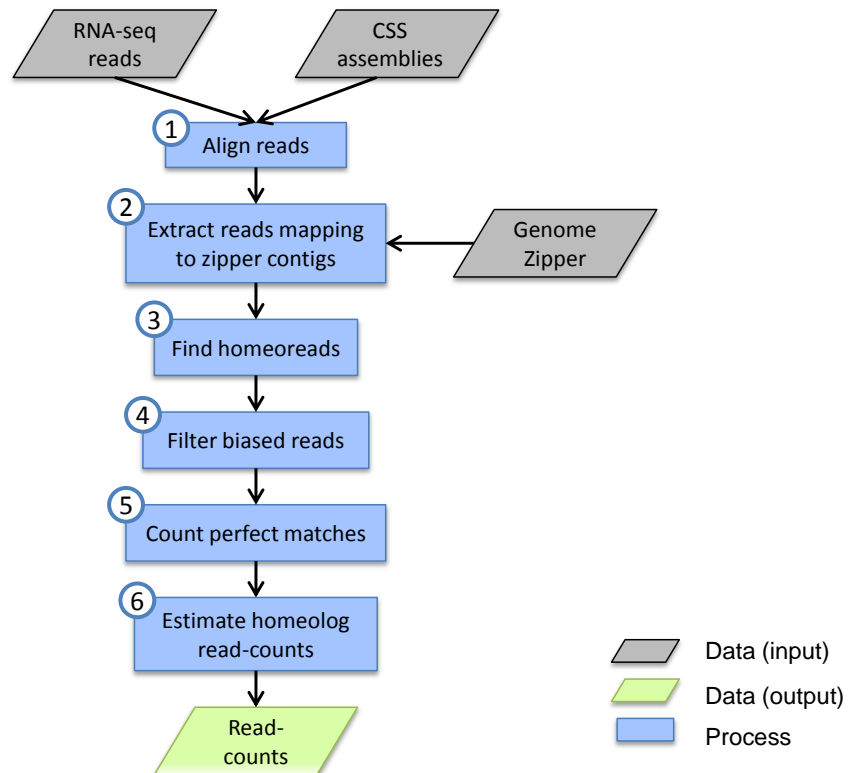 RNA-seq
reads
CSS
assemblies
1
Align reads
2
Extract reads mapping
to zipper contigs
Genome
Zipper
3
Find homeoreads
4
Filter biased reads
5
Count perfect matches
6
Estimate homeolog
read-counts
Read-
counts
Data (input)
Data (output)
Process